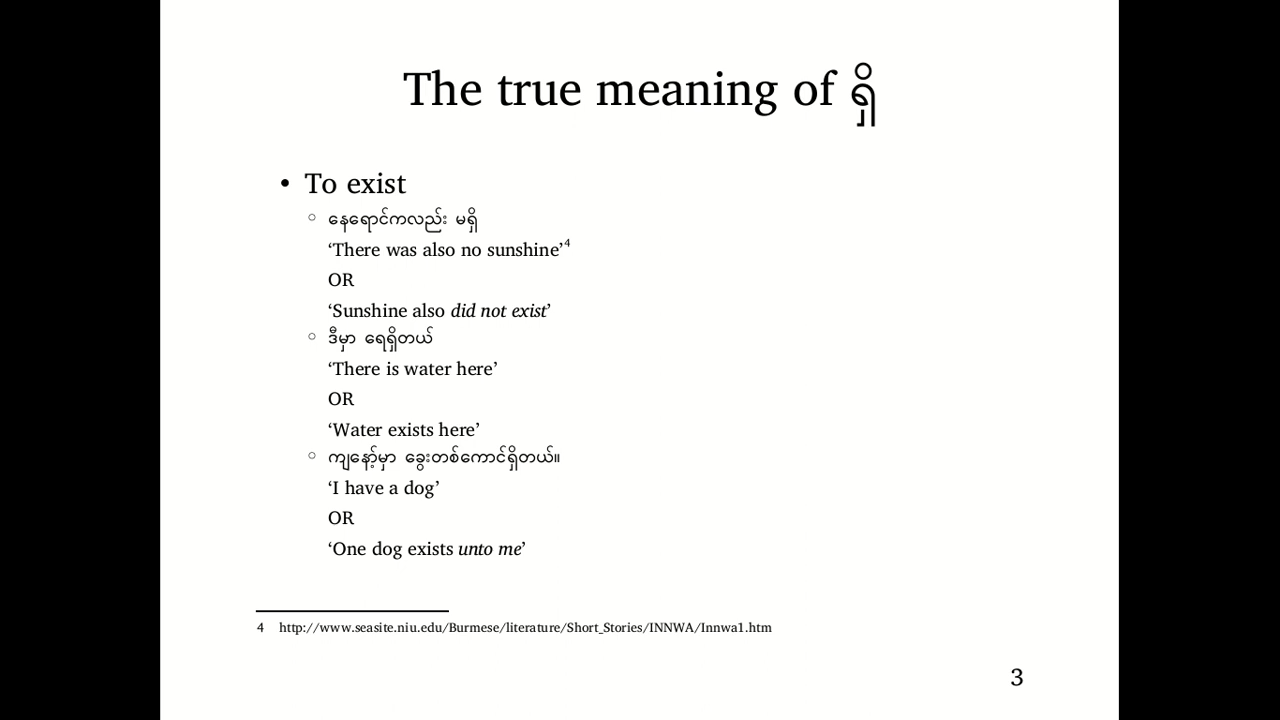 The true meaning of ရှိ
• To exist
○ နေရောင်ကလည်း မရှိ
‘There was also no sunshine’⁴
OR
‘Sunshine also did not exist’
○ ဒီမှာ ရေရှိတယ်
‘There is water here’
OR
‘Water exists here’
○ ကျနော့်မှာ ခွေးတစ်ကောင်ရှိတယ်။
‘I have a dog’
OR
‘One dog exists unto me’
4 http://www.seasite.niu.edu/Burmese/literature/Short_Stories/INNWA/Innwa1.htm
3